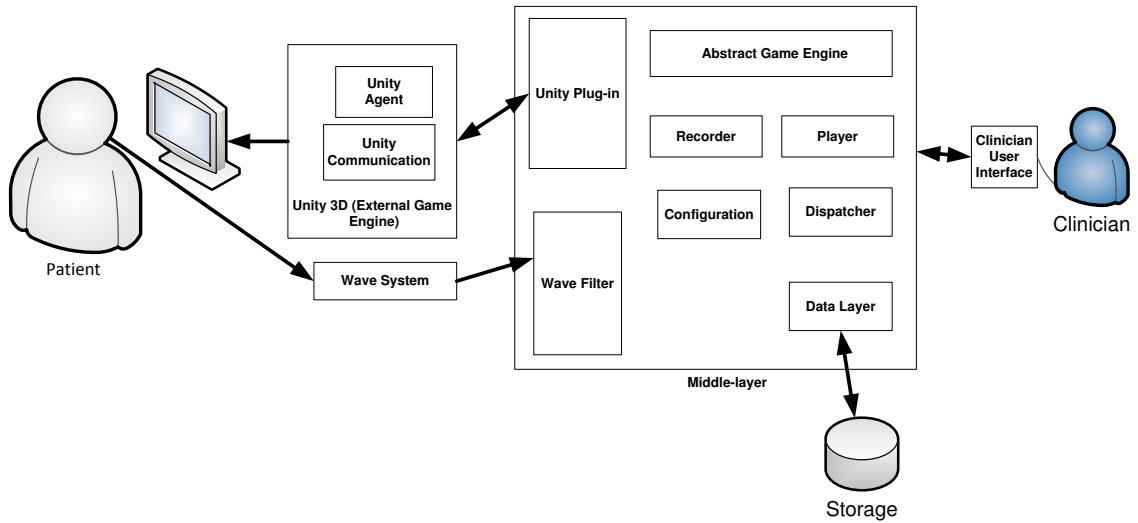 Patient
Unity
Agent
Unity
Communication
Unity 3D (External Game
Engine)
Wave System
Unity Plug-in
Wave Filter
Abstract Game Engine
Recorder
Player
Configuration
Dispatcher
Data Layer
Middle-layer
Storage
Clinician
User
Interface
Clinician